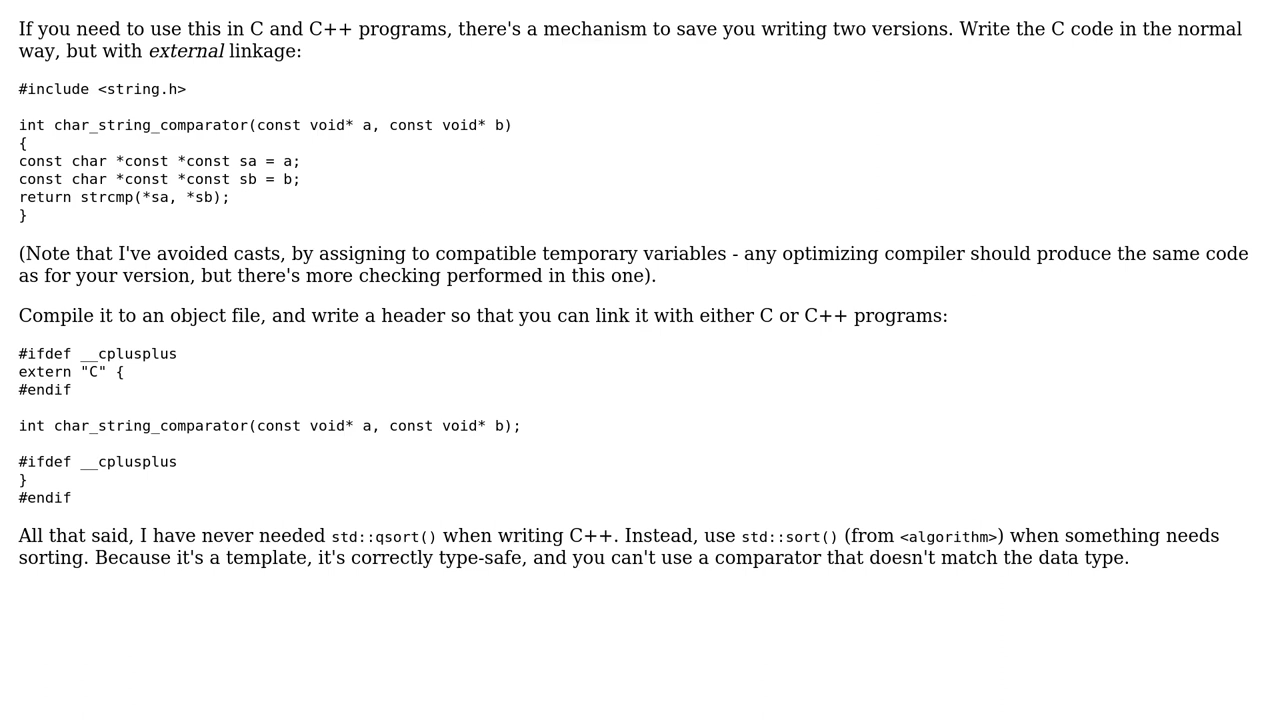 If you need to use this in C and C++ programs, there's a mechanism to save you writing two versions. Write the C code in the normal
way, but with external linkage:
#include <string.h>
int char_string_comparator(const void* a, const void* b)
{
const char *const *const sa = a;
const char *const *const sb = b;
return strcmp(*sa, *sb);
}
(Note that I've avoided casts, by assigning to compatible temporary variables - any optimizing compiler should produce the same code
as for your version, but there's more checking performed in this one).
Compile it to an object file, and write a header so that you can link it with either C or C++ programs:
#ifdef __cplusplus
extern "C" {
#endif
int char_string_comparator(const void* a, const void* b);
#ifdef __cplusplus
}
#endif
All that said, I have never needed std::qsort() when writing C++. Instead, use std::sort() (from <algorithm>) when something needs
sorting. Because it's a template, it's correctly type-safe, and you can't use a comparator that doesn't match the data type.